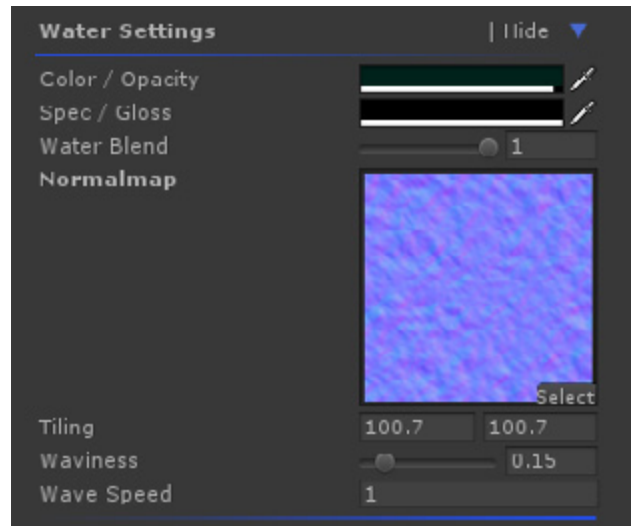 Water Settings | Hide ▼
Color / Opacity
Spec / Gloss
Water Blend 1
Normalmap
Select
Tiling 100.7 100.7
Waviness 0.15
Wave Speed 1